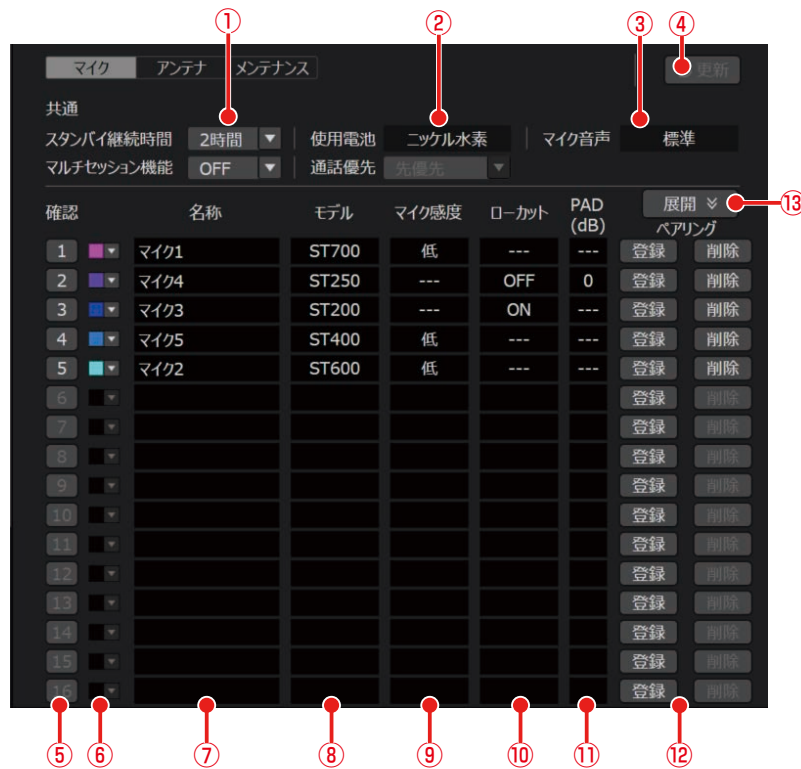 ① ② ③ ④
マイク アンテナ メンテナンス 更新
共通
スタンバイ継続時間 2時間 使用電池 ニッケル水素 マイク音声 標準
マルチセッション機能 OFF 通話優先 先優先
確認 名称 モデル マイク感度 ローカット PAD (dB) 展開 ペアリング ⑬
1 マイク1 ST700 低 --- --- 登録 削除
2 マイク4 ST250 --- OFF 0 登録 削除
3 マイク3 ST200 --- ON --- 登録 削除
4 マイク5 ST400 低 --- --- 登録 削除
5 マイク2 ST600 低 --- --- 登録 削除
6 登録 削除
7 登録 削除
8 登録 削除
9 登録 削除
10 登録 削除
11 登録 削除
12 登録 削除
13 登録 削除
14 登録 削除
15 登録 削除
16 登録 削除
⑤ ⑥ ⑦ ⑧ ⑨ ⑩ ⑪ ⑫